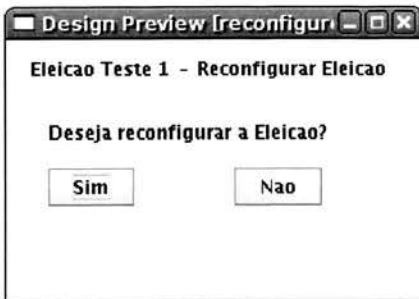 Design Preview [reconfigur
Eleicao Teste 1 - Reconfigurar Eleicao
Deseja reconfigurar a Eleicao?
Sim Nao